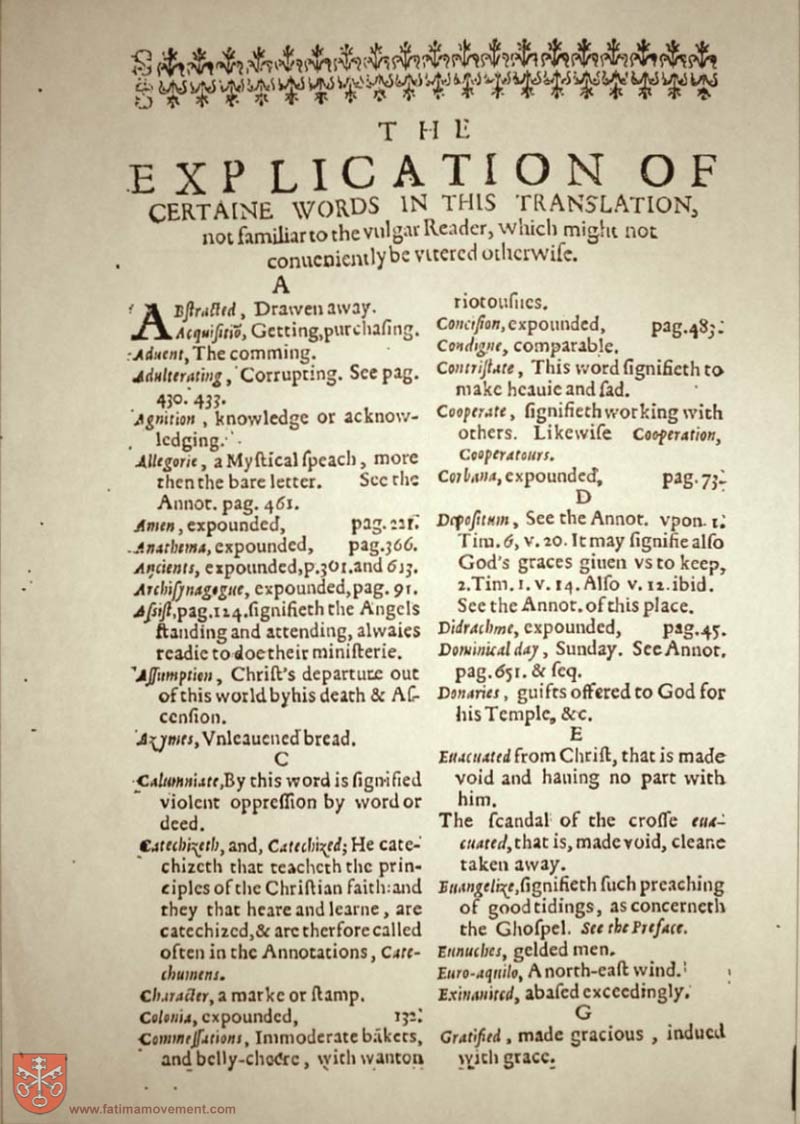 THE
EXPLICATION OF
CERTAINE WORDS IN THIS TRANSLATION,
not familiar to the vulgar Reader, which might not
conueniently be vttered otherwiſe.
A
ABſtracted, Drawen away.
Acquiſitiō, Getting, purchaſing.
Aduent, The comming.
Adulterating, Corrupting. See pag.
430. 433.
Agnition, knowledge or acknow-
ledging.
Allegorie, a Myſtical ſpeach, more
then the bare letter. See the
Annot. pag. 461.
Amen, expounded, pag. 221.
Anathema, expounded, pag. 366.
Ancients, expounded, p. 301. and 613.
Archiſynagogue, expounded, pag. 91.
Aſſiſt, pag. 124. ſignifieth the Angels
ſtanding and attending, alwaies
readie to doe their miniſterie.
Aſſumption, Chriſt's departure out
of this world by his death & Aſ-
cenſion.
Azymes, Vnleauened bread.
C
Calumniate, By this word is ſignified
violent oppreſſion by word or
deed.
Catechizeth, and, Catechized; He cate-
chizeth that teacheth the prin-
ciples of the Chriſtian faith: and
they that heare and learne, are
catechized, & are therfore called
often in the Annotations, Cate-
chumens.
Character, a marke or ſtamp.
Colonia, expounded, 132.
Commeſſations, Immoderate bākets,
and belly-cheere, with wanton
riotouſnes.
Conciſion, expounded, pag. 483.
Condigne, comparable.
Contriſtate, This word ſignifieth to
make heauie and ſad.
Cooperate, ſignifieth working with
others. Likewiſe Cooperation,
Cooperatours.
Corbana, expounded, pag. 73.
D
Depoſitum, See the Annot. vpon. 1.
Tim. 6, v. 20. It may ſignifie alſo
God's graces giuen vs to keep,
2. Tim. 1. v. 14. Alſo v. 12. ibid.
See the Annot. of this place.
Didrachme, expounded, pag. 45.
Dominical day, Sunday. See Annot.
pag. 651. & ſeq.
Donaries, guifts offered to God for
his Temple, &c.
E
Euacuated from Chriſt, that is made
void and hauing no part with
him.
The ſcandal of the croſſe eua-
cuated, that is, made void, cleane
taken away.
Euangelize, ſignifieth ſuch preaching
of good tidings, as concerneth
the Ghoſpel. See the Preface.
Eunuches, gelded men.
Euro-aquilo, A north-eaſt wind.
Exinanited, abaſed exceedingly.
G
Gratified, made gracious, indued
with grace.
www.fatimamovement.com